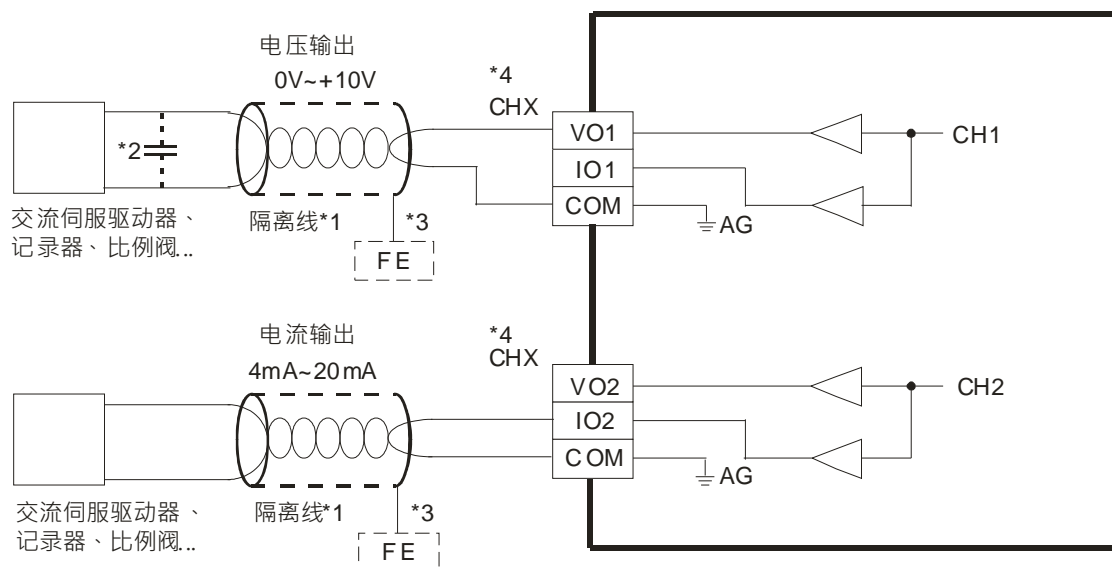 电压输出
0V~+10V
*4
CHX
*2
VO1
IO1
COM
CH1
AG
交流伺服驱动器、
记录器、比例阀...
隔离线*1
*3
FE
电流输出
4mA~20mA
*4
CHX
VO2
IO2
COM
CH2
AG
交流伺服驱动器、
记录器、比例阀...
隔离线*1
*3
FE